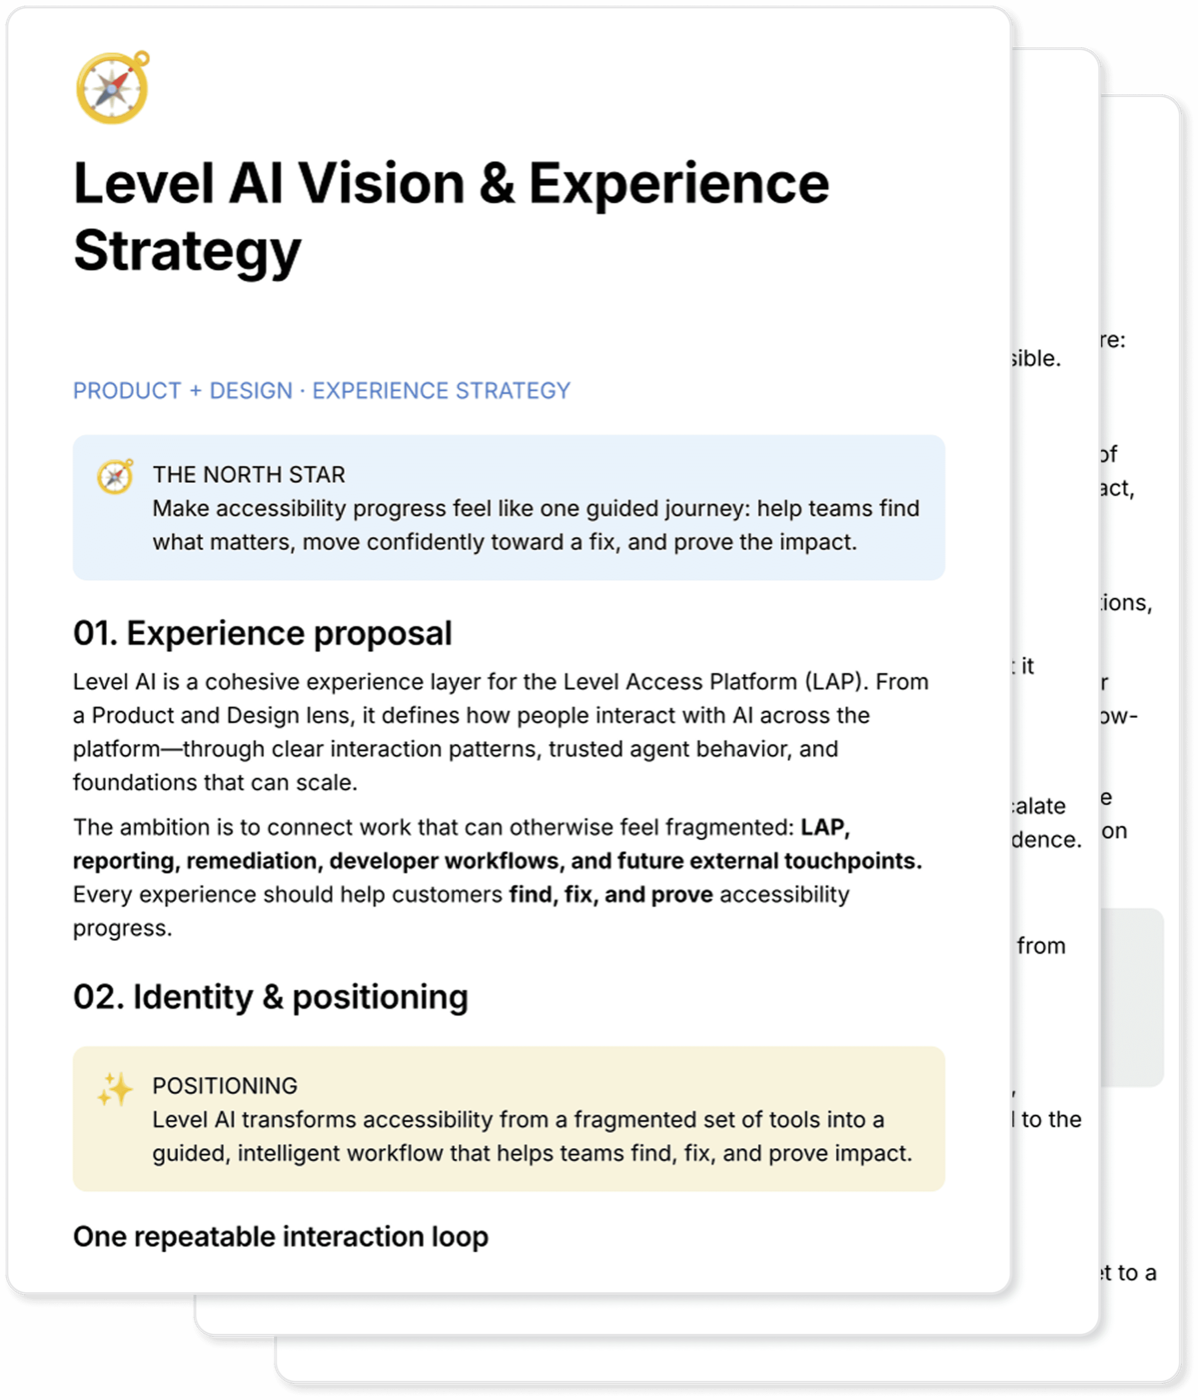 Level AI Vision & Experience
Strategy
PRODUCT + DESIGN · EXPERIENCE STRATEGY
THE NORTH STAR
Make accessibility progress feel like one guided journey: help teams find
what matters, move confidently toward a fix, and prove the impact.
01. Experience proposal
Level AI is a cohesive experience layer for the Level Access Platform (LAP). From
a Product and Design lens, it defines how people interact with AI across the
platform—through clear interaction patterns, trusted agent behavior, and
foundations that can scale.
The ambition is to connect work that can otherwise feel fragmented: LAP,
reporting, remediation, developer workflows, and future external touchpoints.
Every experience should help customers find, fix, and prove accessibility
progress.
02. Identity & positioning
POSITIONING
Level AI transforms accessibility from a fragmented set of tools into a
guided, intelligent workflow that helps teams find, fix, and prove impact.
One repeatable interaction loop
it
from
to the
on
to a